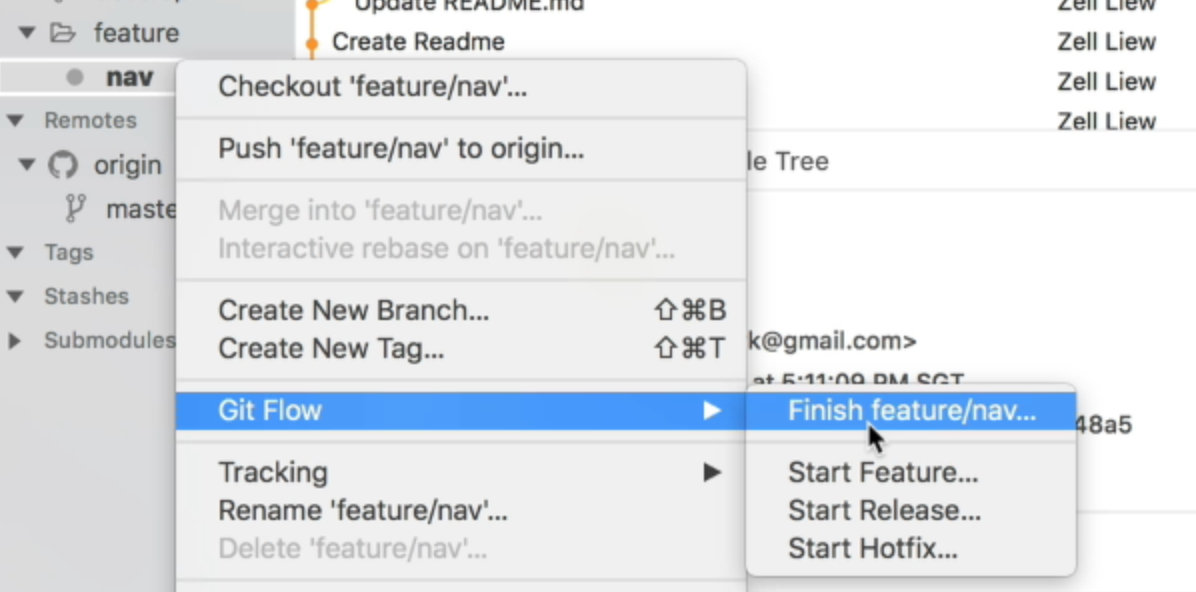 Update README.md
Zell Liew
feature
Create Readme
Zell Liew
nav
Checkout 'feature/nav'...
Zell Liew
Remotes
Zell Liew
Push 'feature/nav' to origin...
origin
le Tree
maste
Merge into 'feature/nav'...
Interactive rebase on 'feature/nav'...
Tags
Stashes
Create New Branch... ⇧⌘B
Submodules
Create New Tag... ⇧⌘T
k@gmail.com>
at 5:11:09 PM SGT
Git Flow
Finish feature/nav...
48a5
Tracking
Start Feature...
Rename 'feature/nav'...
Start Release...
Delete 'feature/nav'...
Start Hotfix...